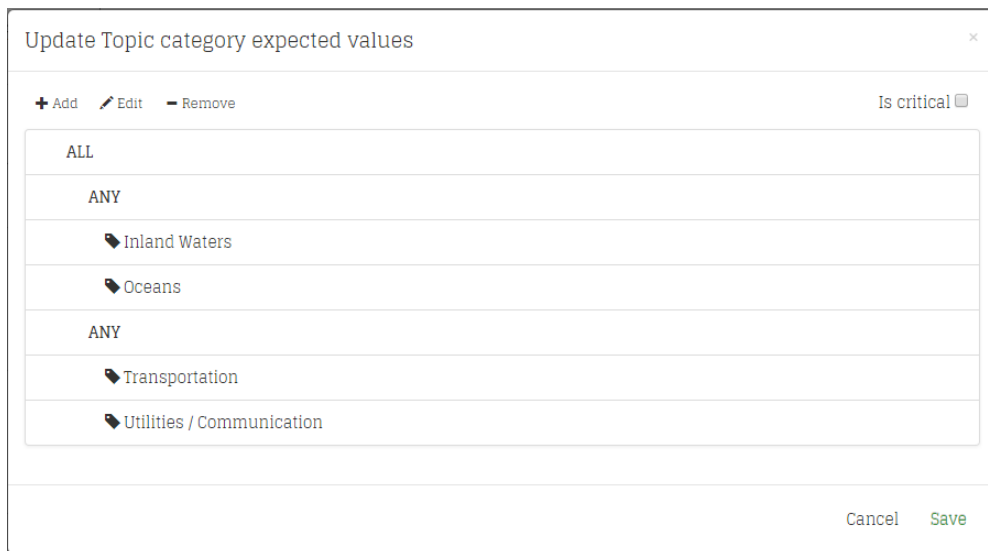 Update Topic category expected values
×
Add Edit Remove Is critical
ALL
ANY
Inland Waters
Oceans
ANY
Transportation
Utilities / Communication
Cancel Save